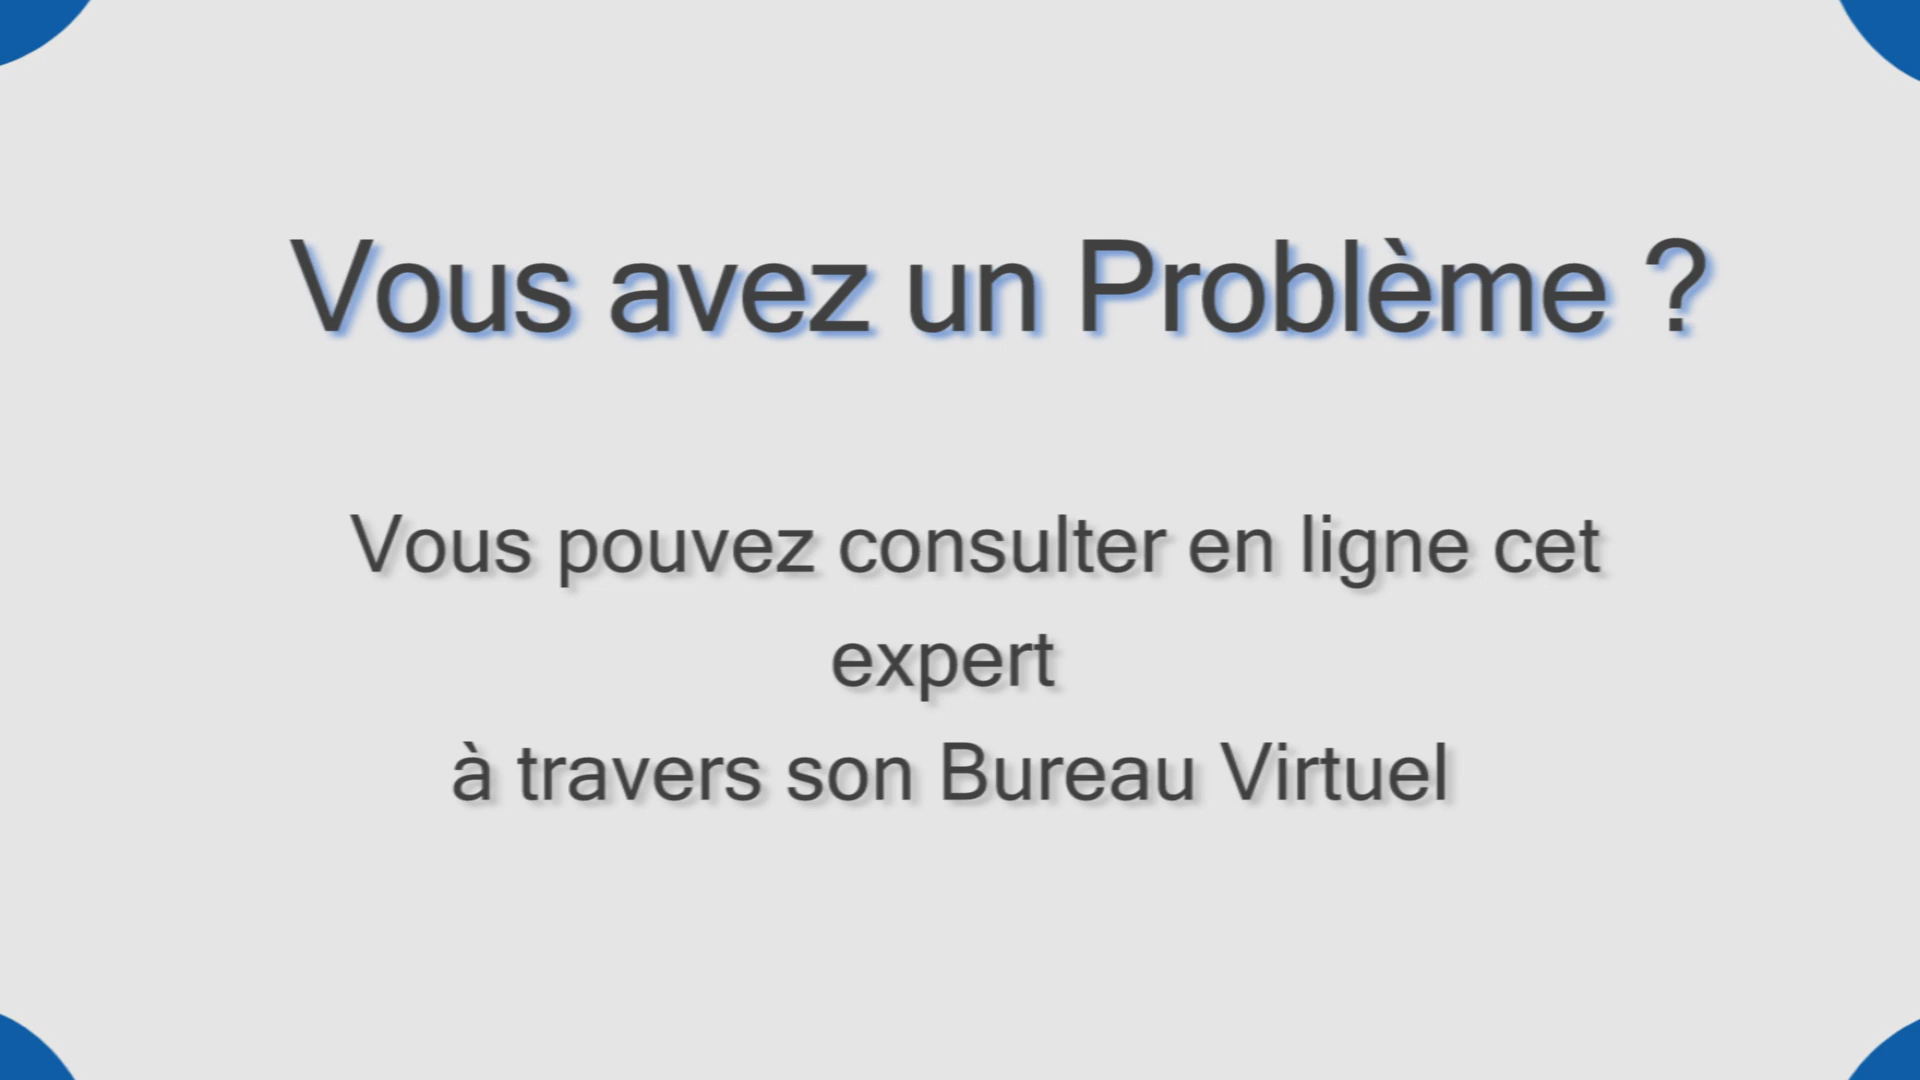 Vous avez un Problème ?
Vous pouvez consulter en ligne cet
expert
à travers son Bureau Virtuel